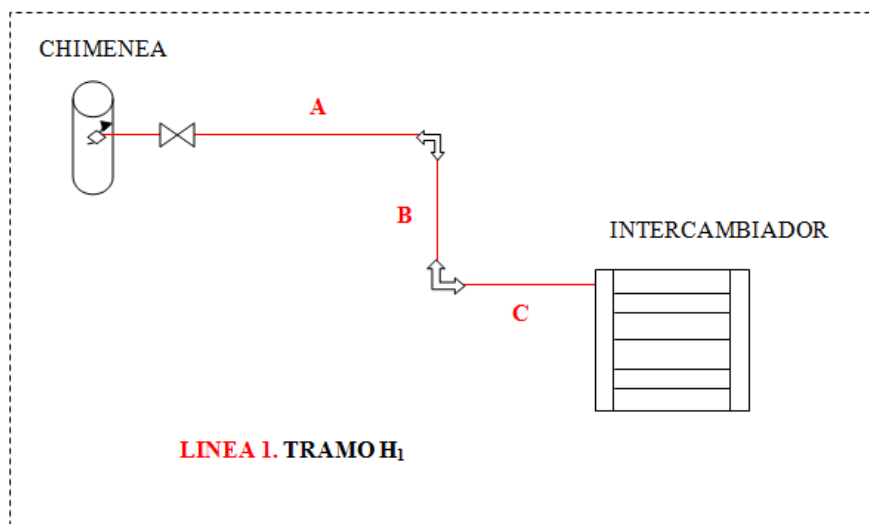 CHIMENEA
A
B
INTERCAMBIADOR
C
LINEA 1. TRAMO H₁